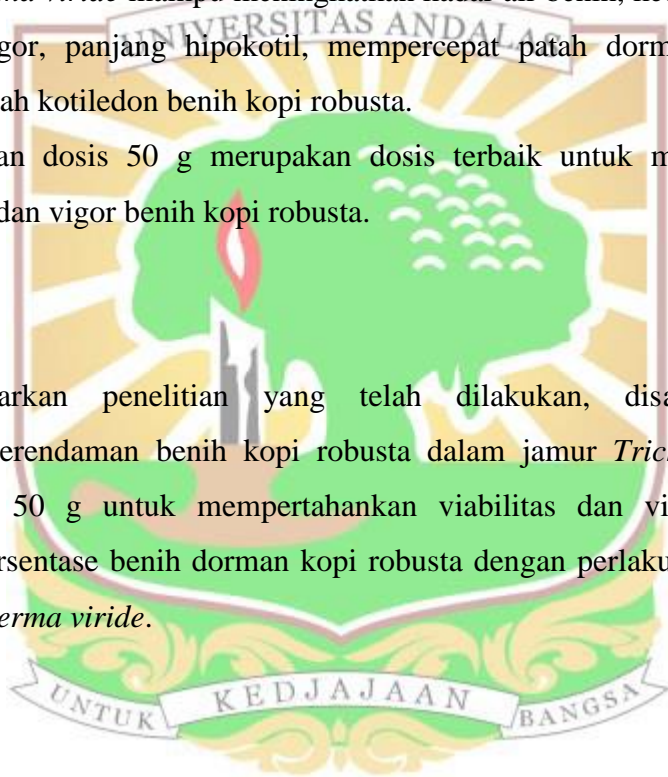 viride mampu meningkatkan kadar air benih,
UNIVERSITAS ANDALAS
gor, panjang hipokotil, mempercepat patah dorm
ah kotiledon benih kopi robusta.
an dosis 50 g merupakan dosis terbaik untuk m
dan vigor benih kopi robusta.
arkan penelitian yang telah dilakukan, disa
erendaman benih kopi robusta dalam jamur Tric
50 g untuk mempertahankan viabilitas dan vi
rsentase benih dorman kopi robusta dengan perlaku
erma viride.
UNTUK KEDJAJAAN BANGSA